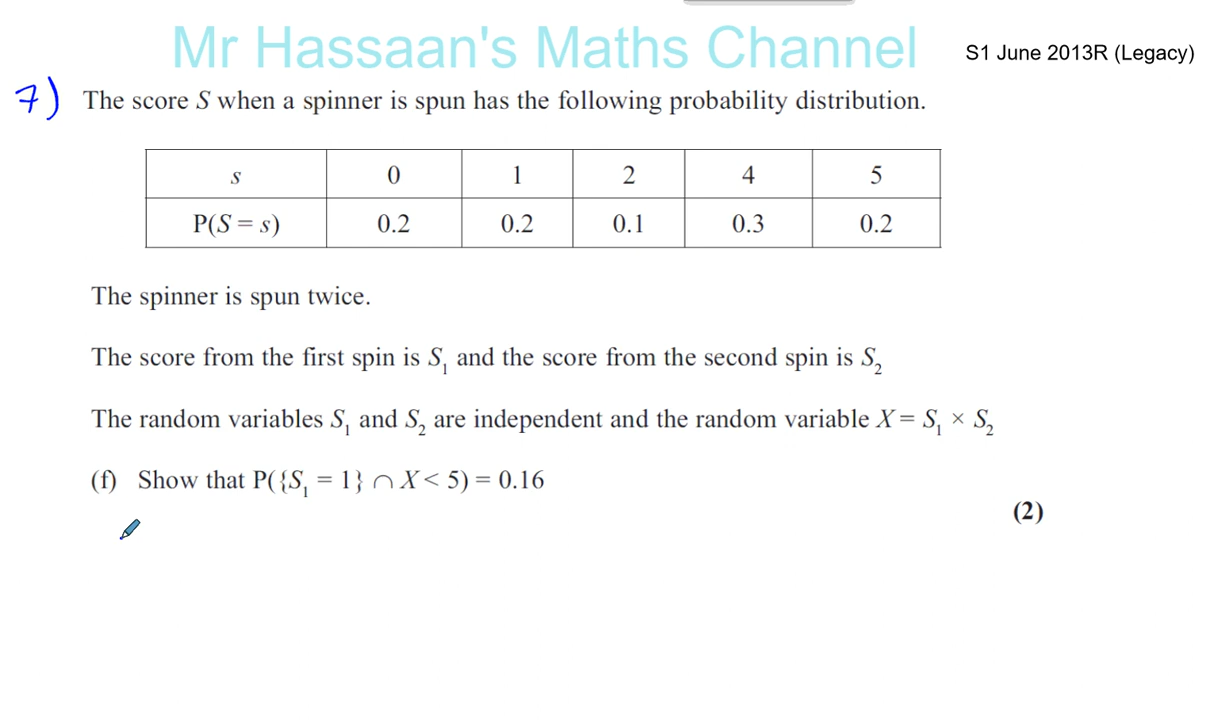 Mr Hassaan's Maths Channel
S1 June 2013R (Legacy)
7) The score S when a spinner is spun has the following probability distribution.
s 0 1 2 4 5
P(S = s) 0.2 0.2 0.1 0.3 0.2
The spinner is spun twice.
The score from the first spin is S₁ and the score from the second spin is S₂
The random variables S₁ and S₂ are independent and the random variable X = S₁ × S₂
(f) Show that P({S₁ = 1} ∩ X < 5) = 0.16
(2)